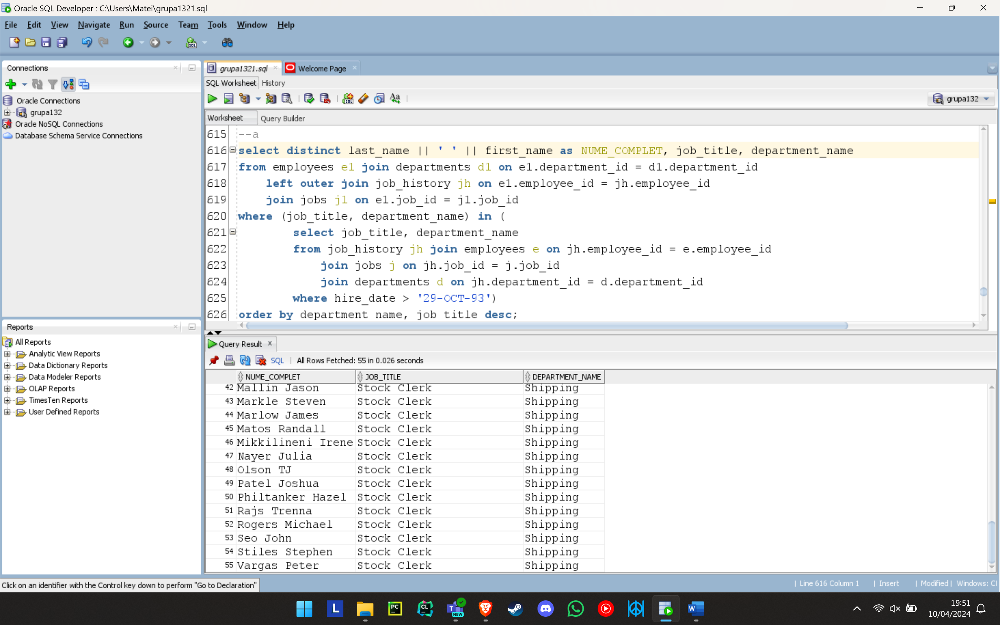 Oracle SQL Developer : C:\Users\Matei\grupa1321.sql
File Edit View Navigate Run Source Team Tools Window Help
Connections
Oracle Connections
grupa132
Oracle NoSQL Connections
Database Schema Service Connections
Reports
All Reports
Analytic View Reports
Data Dictionary Reports
Data Modeler Reports
OLAP Reports
TimesTen Reports
User Defined Reports
grupa1321.sql Welcome Page
SQL Worksheet History
grupa132
Worksheet Query Builder
615 --a
616 select distinct last_name || ' ' || first_name as NUME_COMPLET, job_title, department_name
617 from employees e1 join departments d1 on e1.department_id = d1.department_id
618 left outer join job_history jh on e1.employee_id = jh.employee_id
619 join jobs j1 on e1.job_id = j1.job_id
620 where (job_title, department_name) in (
621 select job_title, department_name
622 from job_history jh join employees e on jh.employee_id = e.employee_id
623 join jobs j on jh.job_id = j.job_id
624 join departments d on jh.department_id = d.department_id
625 where hire_date > '29-OCT-93')
626 order by department_name, job_title desc;
Query Result
SQL | All Rows Fetched: 55 in 0.026 seconds
NUME_COMPLET JOB_TITLE DEPARTMENT_NAME
42 Mallin Jason Stock Clerk Shipping
43 Markle Steven Stock Clerk Shipping
44 Marlow James Stock Clerk Shipping
45 Matos Randall Stock Clerk Shipping
46 Mikkilineni Irene Stock Clerk Shipping
47 Nayer Julia Stock Clerk Shipping
48 Olson TJ Stock Clerk Shipping
49 Patel Joshua Stock Clerk Shipping
50 Philtanker Hazel Stock Clerk Shipping
51 Rajs Trenna Stock Clerk Shipping
52 Rogers Michael Stock Clerk Shipping
53 Seo John Stock Clerk Shipping
54 Stiles Stephen Stock Clerk Shipping
55 Vargas Peter Stock Clerk Shipping
Click on an identifier with the Control key down to perform "Go to Declaration"
| Line 616 Column 1 | Insert | Modified | Windows: Cl
L PC CL T NEW W
19:51
10/04/2024